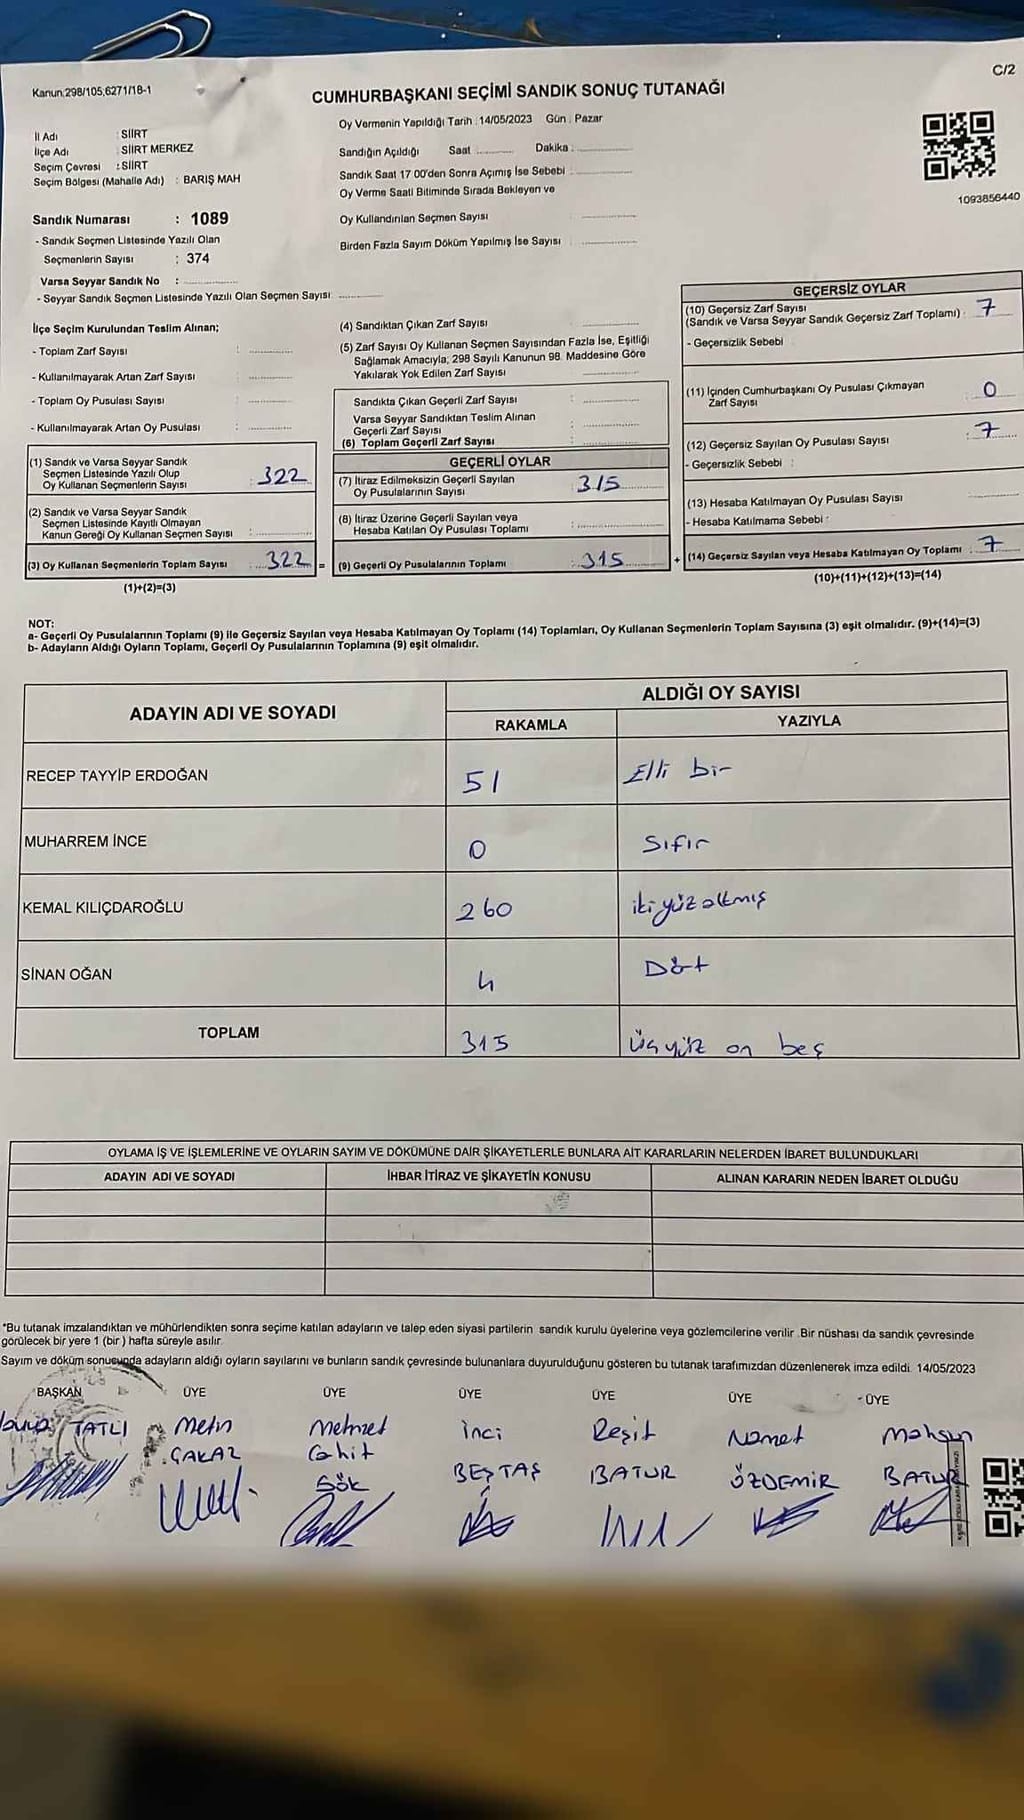 Kanun:298/105,6271/18-1
C/2
CUMHURBAŞKANI SEÇİMİ SANDIK SONUÇ TUTANAĞI
Oy Vermenin Yapıldığı Tarih :14/05/2023 Gün : Pazar
İl Adı : SİİRT
İlçe Adı : SİİRT MERKEZ
Seçim Çevresi : SİİRT
Seçim Bölgesi (Mahalle Adı) : BARIŞ MAH
Sandığın Açıldığı Saat .......... Dakika : ..........
Sandık Saat 17 00'den Sonra Açımış İse Sebebi : ..........
Oy Verme Saati Bitiminde Sırada Bekleyen ve
Oy Kullandırılan Seçmen Sayısı : ..........
Birden Fazla Sayım Döküm Yapılmış İse Sayısı : ..........
1093856440
Sandık Numarası : 1089
- Sandık Seçmen Listesinde Yazılı Olan
Seçmenlerin Sayısı : 374
Varsa Seyyar Sandık No : ..........
- Seyyar Sandık Seçmen Listesinde Yazılı Olan Seçmen Sayısı: ..........
İlçe Seçim Kurulundan Teslim Alınan;
- Toplam Zarf Sayısı : ..........
- Kullanılmayarak Artan Zarf Sayısı : ..........
- Toplam Oy Pusulası Sayısı : ..........
- Kullanılmayarak Artan Oy Pusulası : ..........
(1) Sandık ve Varsa Seyyar Sandık
Seçmen Listesinde Yazılı Olup
Oy Kullanan Seçmenlerin Sayısı : 322
(2) Sandık ve Varsa Seyyar Sandık
Seçmen Listesinde Kayıtlı Olmayan
Kanun Gereği Oy Kullanan Seçmen Sayısı : ..........
(3) Oy Kullanan Seçmenlerin Toplam Sayısı : 322 =
(1)+(2)=(3)
(4) Sandıktan Çıkan Zarf Sayısı : ..........
(5) Zarf Sayısı Oy Kullanan Seçmen Sayısından Fazla İse, Eşitliği
Sağlamak Amacıyla; 298 Sayılı Kanunun 98. Maddesine Göre
Yakılarak Yok Edilen Zarf Sayısı : ..........
Sandıkta Çıkan Geçerli Zarf Sayısı : ..........
Varsa Seyyar Sandıktan Teslim Alınan
Geçerli Zarf Sayısı : ..........
(6) Toplam Geçerli Zarf Sayısı : ..........
GEÇERLİ OYLAR
(7) İtiraz Edilmeksizin Geçerli Sayılan
Oy Pusulalarının Sayısı : 315
(8) İtiraz Üzerine Geçerli Sayılan veya
Hesaba Katılan Oy Pusulası Toplamı : ..........
(9) Geçerli Oy Pusulalarının Toplamı : 315 +
GEÇERSİZ OYLAR
(10) Geçersiz Zarf Sayısı
(Sandık ve Varsa Seyyar Sandık Geçersiz Zarf Toplamı) : 7
- Geçersizlik Sebebi
(11) İçinden Cumhurbaşkanı Oy Pusulası Çıkmayan
Zarf Sayısı : 0
(12) Geçersiz Sayılan Oy Pusulası Sayısı : 7
- Geçersizlik Sebebi :
(13) Hesaba Katılmayan Oy Pusulası Sayısı : ..........
- Hesaba Katılmama Sebebi :
(14) Geçersiz Sayılan veya Hesaba Katılmayan Oy Toplamı : 7
(10)+(11)+(12)+(13)=(14)
NOT:
a- Geçerli Oy Pusulalarının Toplamı (9) ile Geçersiz Sayılan veya Hesaba Katılmayan Oy Toplamı (14) Toplamları, Oy Kullanan Seçmenlerin Toplam Sayısına (3) eşit olmalıdır. (9)+(14)=(3)
b- Adayların Aldığı Oyların Toplamı, Geçerli Oy Pusulalarının Toplamına (9) eşit olmalıdır.
ADAYIN ADI VE SOYADI
ALDIĞI OY SAYISI
RAKAMLA YAZIYLA
RECEP TAYYİP ERDOĞAN 51 Elli bir
MUHARREM İNCE 0 Sıfır
KEMAL KILIÇDAROĞLU 260 ikiyüz altmış
SİNAN OĞAN 4 Dört
TOPLAM 315 üçyüz on beş
OYLAMA İŞ VE İŞLEMLERİNE VE OYLARIN SAYIM VE DÖKÜMÜNE DAİR ŞİKAYETLERLE BUNLARA AİT KARARLARIN NELERDEN İBARET BULUNDUKLARI
ADAYIN ADI VE SOYADI İHBAR İTİRAZ VE ŞİKAYETİN KONUSU ALINAN KARARIN NEDEN İBARET OLDUĞU
*Bu tutanak imzalandıktan ve mühürlendikten sonra seçime katılan adayların ve talep eden siyasi partilerin sandık kurulu üyelerine veya gözlemcilerine verilir .Bir nüshası da sandık çevresinde
görülecek bir yere 1 (bir ) hafta süreyle asılır.
Sayım ve döküm sonucunda adayların aldığı oyların sayılarını ve bunların sandık çevresinde bulunanlara duyurulduğunu gösteren bu tutanak tarafımızdan düzenlenerek imza edildi. 14/05/2023
BAŞKAN ÜYE ÜYE ÜYE ÜYE ÜYE ÜYE
TATLI Metin Mehmet İnci Reşit Namet Mahsun
ÇAKAZ Cahit BEŞTAŞ BATUR ÖZDEMİR BATUR
Gök